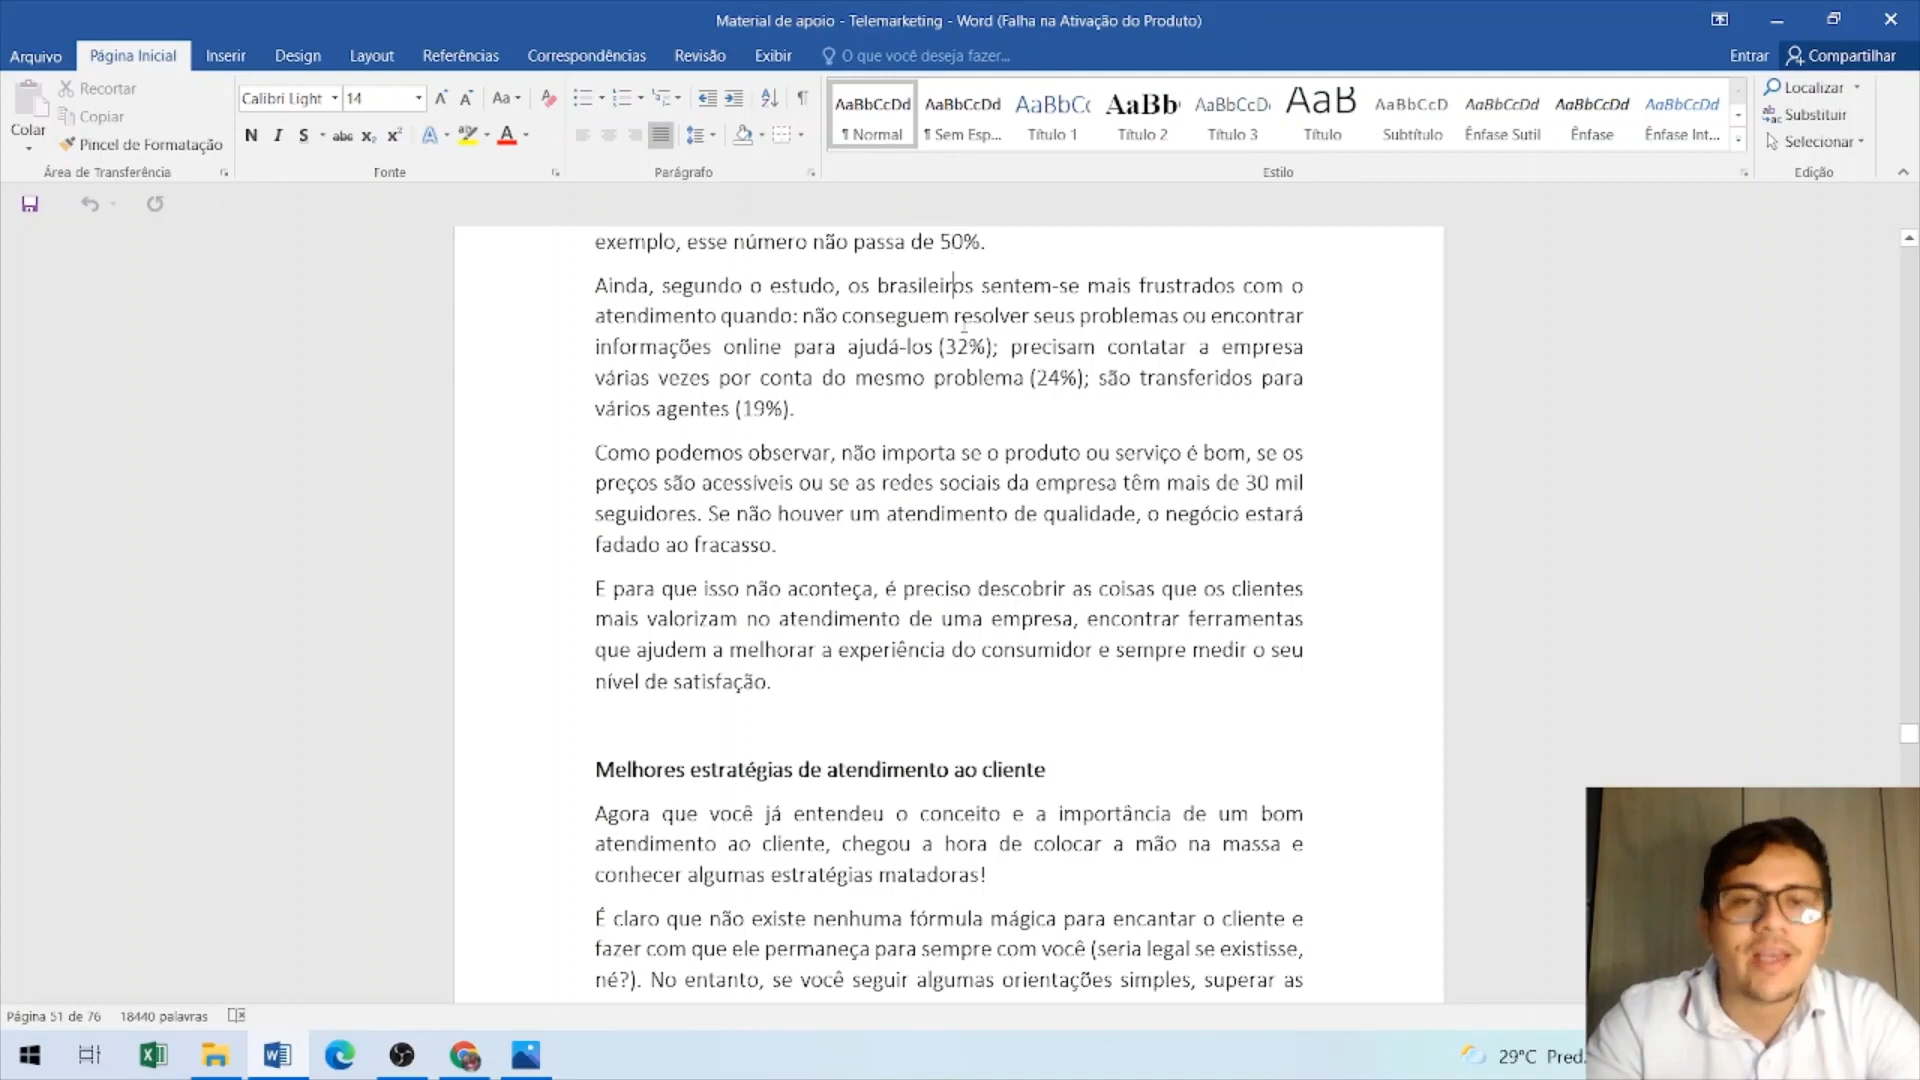 Material de apoio - Telemarketing - Word (Falha na Ativação do Produto)
Arquivo Página Inicial Inserir Design Layout Referências Correspondências Revisão Exibir O que você deseja fazer... Entrar Compartilhar
Colar
Recortar
Copiar
Pincel de Formatação
Área de Transferência
Calibri Light 14
Aa
N I S abc x₂ x² A A
Fonte
Parágrafo
AaBbCcDd AaBbCcDd AaBbCc AaBb AaBbCcD AaB AaBbCcD AaBbCcDd AaBbCcDd AaBbCcDd
¶ Normal ¶ Sem Esp... Título 1 Título 2 Título 3 Título Subtítulo Ênfase Sutil Ênfase Ênfase Int...
Estilo
Localizar
Substituir
Selecionar
Edição
exemplo, esse número não passa de 50%.
Ainda, segundo o estudo, os brasileiros sentem-se mais frustrados com o
atendimento quando: não conseguem resolver seus problemas ou encontrar
informações online para ajudá-los (32%); precisam contatar a empresa
várias vezes por conta do mesmo problema (24%); são transferidos para
vários agentes (19%).
Como podemos observar, não importa se o produto ou serviço é bom, se os
preços são acessíveis ou se as redes sociais da empresa têm mais de 30 mil
seguidores. Se não houver um atendimento de qualidade, o negócio estará
fadado ao fracasso.
E para que isso não aconteça, é preciso descobrir as coisas que os clientes
mais valorizam no atendimento de uma empresa, encontrar ferramentas
que ajudem a melhorar a experiência do consumidor e sempre medir o seu
nível de satisfação.
Melhores estratégias de atendimento ao cliente
Agora que você já entendeu o conceito e a importância de um bom
atendimento ao cliente, chegou a hora de colocar a mão na massa e
conhecer algumas estratégias matadoras!
É claro que não existe nenhuma fórmula mágica para encantar o cliente e
fazer com que ele permaneça para sempre com você (seria legal se existisse,
né?). No entanto, se você seguir algumas orientações simples, superar as
Página 51 de 76 18440 palavras
29°C Pred.